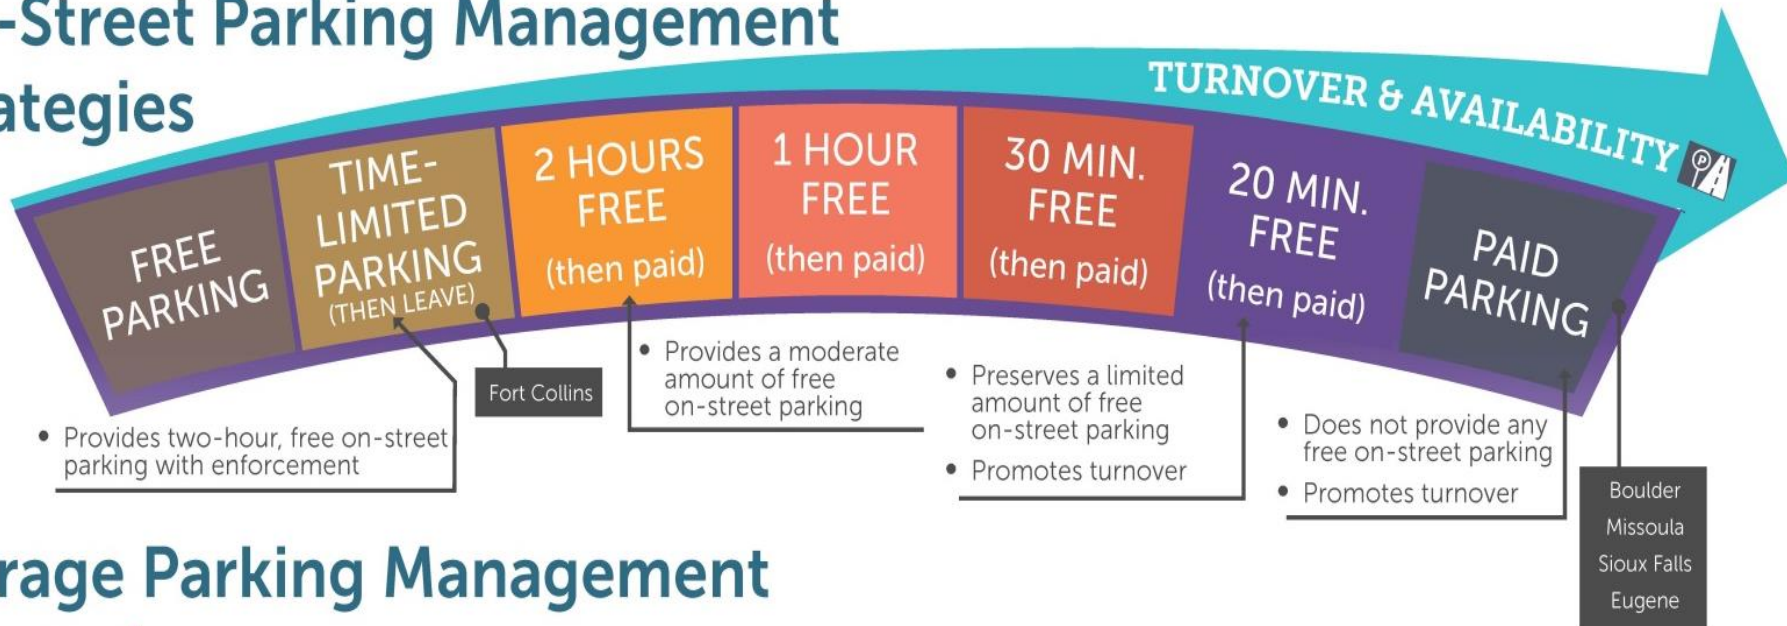 -Street Parking Management
ategies
TURNOVER & AVAILABILITY
P
FREE
PARKING
TIME-
LIMITED
PARKING
(THEN LEAVE)
2 HOURS
FREE
(then paid)
1 HOUR
FREE
(then paid)
30 MIN.
FREE
(then paid)
20 MIN.
FREE
(then paid)
PAID
PARKING
• Provides two-hour, free on-street
parking with enforcement
Fort Collins
• Provides a moderate
amount of free
on-street parking
• Preserves a limited
amount of free
on-street parking
• Promotes turnover
• Does not provide any
free on-street parking
• Promotes turnover
Boulder
Missoula
Sioux Falls
Eugene
rage Parking Management